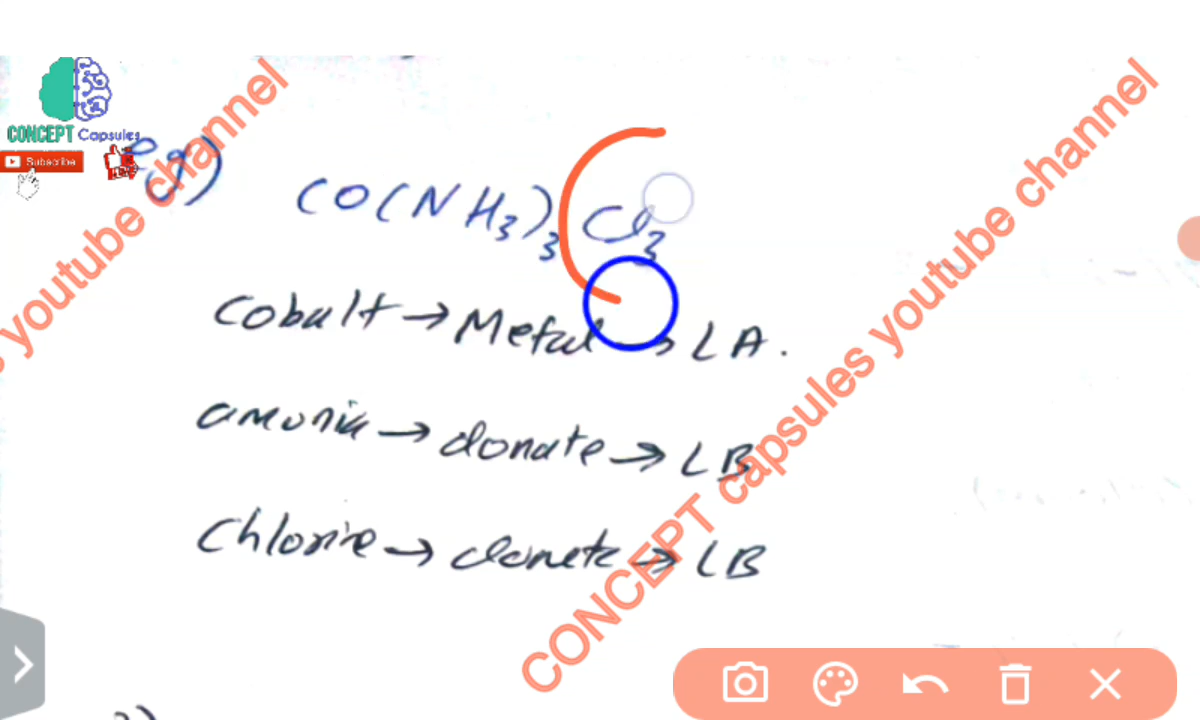 CONCEPT Capsules
Subscribe
eg) CO(NH3)3 Cl3
Cobalt → Metal → LA.
amonia → donate → LB
Chlorine → donate → LB
CONCEPT capsules youtube channel
youtube channel